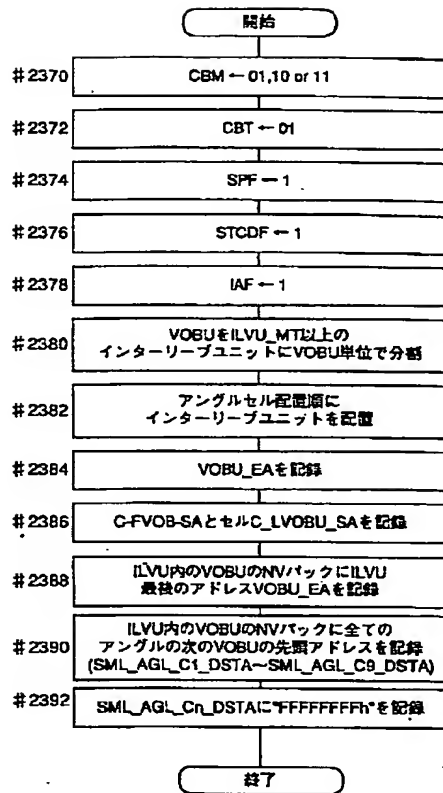 開始
#2370 CBM ← 01,10 or 11
#2372 CBT ← 01
#2374 SPF ← 1
#2376 STCDF ← 1
#2378 IAF ← 1
#2380 VOBUをILVU_MT以上の
インターリーブユニットにVOBU単位で分割
#2382 アングルセル配置順に
インターリーブユニットを配置
#2384 VOBU_EAを記録
#2386 C-FVOB-SAとセルC_LVOBU_SAを記録
#2388 ILVU内のVOBUのNVパックにILVU
最後のアドレスVOBU_EAを記録
#2390 ILVU内のVOBUのNVパックに全ての
アングルの次のVOBUの先頭アドレスを記録
(SML_AGL_C1_DSTA～SML_AGL_C9_DSTA)
#2392 SML_AGL_Cn_DSTAに"FFFFFFFFh"を記録
終了